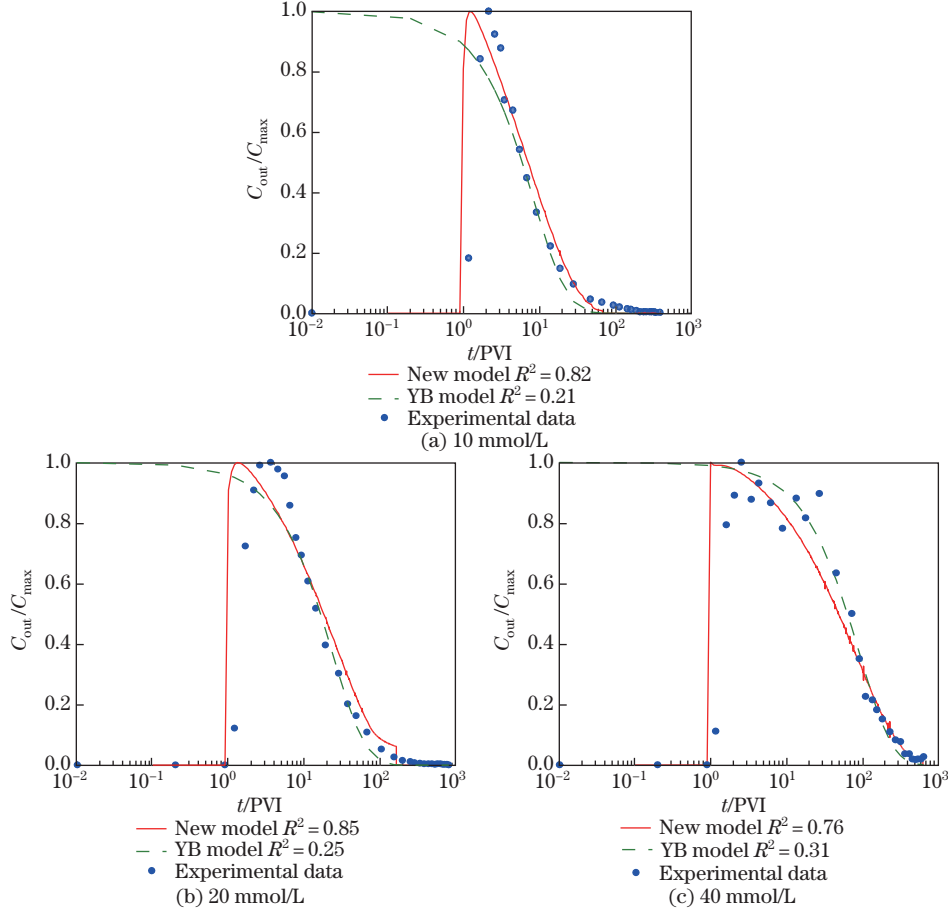 1.0
0.8
0.6
0.4
0.2
0.0
C_out/C_max
10^−2 10^−1 10^0 10^1 10^2 10^3
t/PVI
New model R^2 = 0.82
YB model R^2 = 0.21
Experimental data
(a) 10 mmol/L
1.0
0.8
0.6
0.4
0.2
0.0
C_out/C_max
10^−2 10^−1 10^0 10^1 10^2 10^3
t/PVI
New model R^2 = 0.85
YB model R^2 = 0.25
Experimental data
(b) 20 mmol/L
1.0
0.8
0.6
0.4
0.2
0.0
C_out/C_max
10^−2 10^−1 10^0 10^1 10^2 10^3
t/PVI
New model R^2 = 0.76
YB model R^2 = 0.31
Experimental data
(c) 40 mmol/L